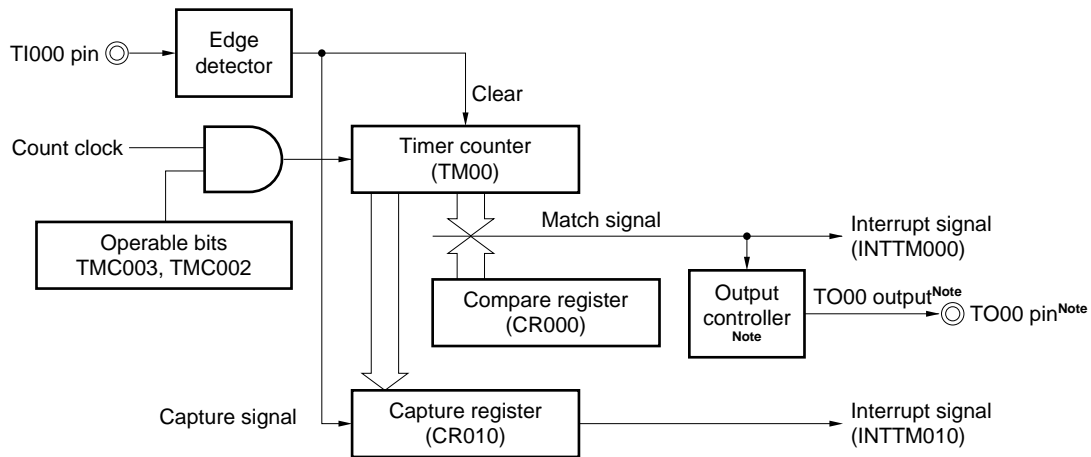 TI000 pin
Edge
detector
Clear
Count clock
Timer counter
(TM00)
Operable bits
TMC003, TMC002
Match signal
Interrupt signal
(INTTM000)
Compare register
(CR000)
Output
controller
Note
TO00 output Note
TO00 pin Note
Capture signal
Capture register
(CR010)
Interrupt signal
(INTTM010)